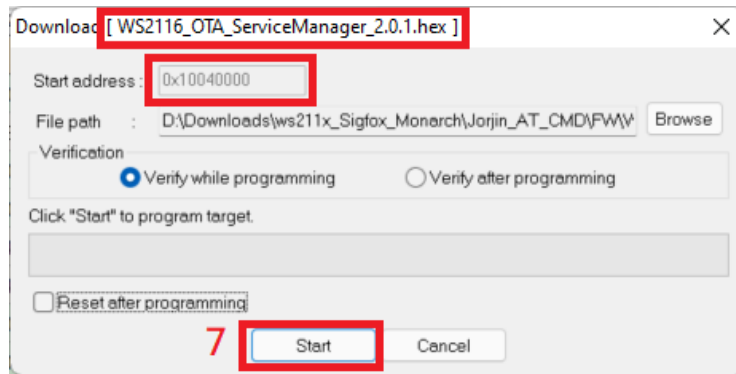 Download [ WS2116_OTA_ServiceManager_2.0.1.hex ]
Start address : 0x10040000
File path : D:\Downloads\ws211x_Sigfox_Monarch\Jorjin_AT_CMD\FW\ Browse
Verification
Verify while programming Verify after programming
Click "Start" to program target.
Reset after programming
7 Start Cancel